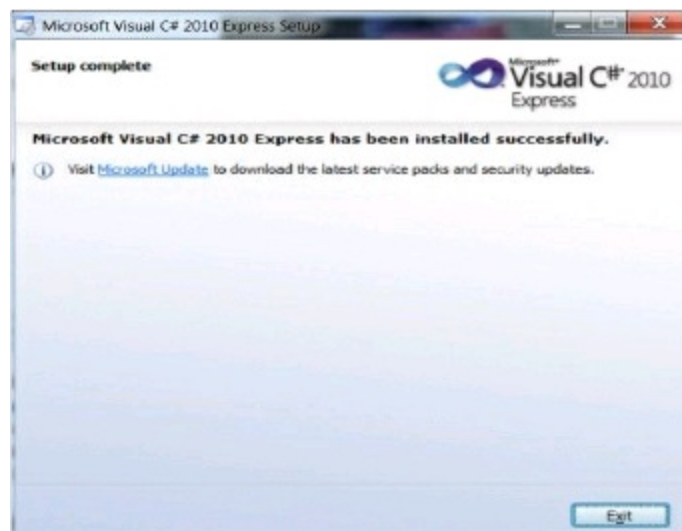 Microsoft Visual C# 2010 Express Setup
Setup complete
Microsoft®
Visual C#® 2010
Express
Microsoft Visual C# 2010 Express has been installed successfully.
Visit Microsoft Update to download the latest service packs and security updates.
Exit